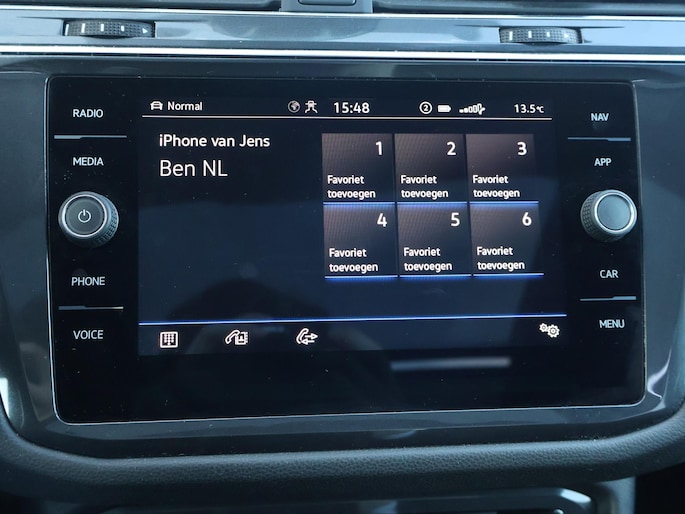 RADIO
MEDIA
PHONE
VOICE
Normal
15:48
2
13.5°C
iPhone van Jens
Ben NL
1
Favoriet
toevoegen
2
Favoriet
toevoegen
3
Favoriet
toevoegen
4
Favoriet
toevoegen
5
Favoriet
toevoegen
6
Favoriet
toevoegen
NAV
APP
CAR
MENU